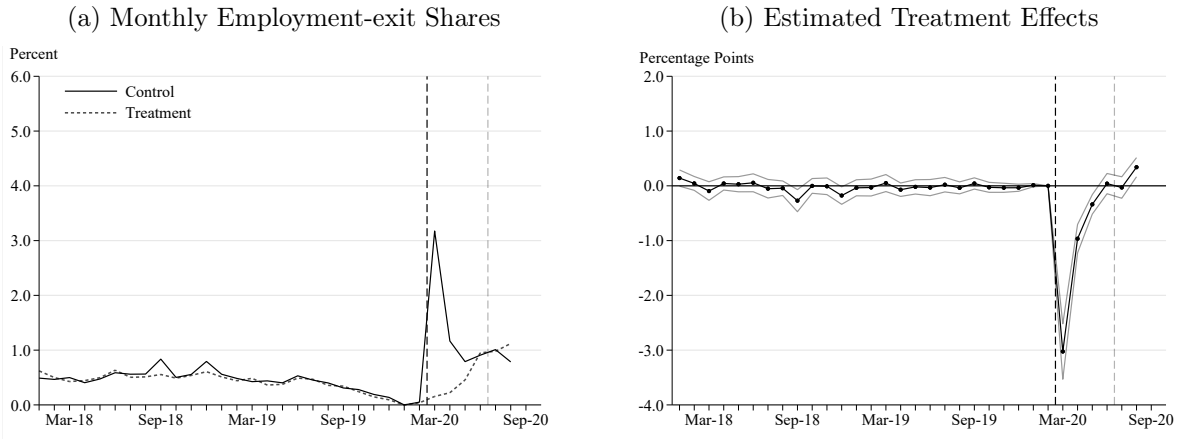 (a) Monthly Employment-exit Shares
Percent
6.0
5.0
4.0
3.0
2.0
1.0
0.0
Control
Treatment
Mar-18 Sep-18 Mar-19 Sep-19 Mar-20 Sep-20
(b) Estimated Treatment Effects
Percentage Points
2.0
1.0
0.0
-1.0
-2.0
-3.0
-4.0
Mar-18 Sep-18 Mar-19 Sep-19 Mar-20 Sep-20